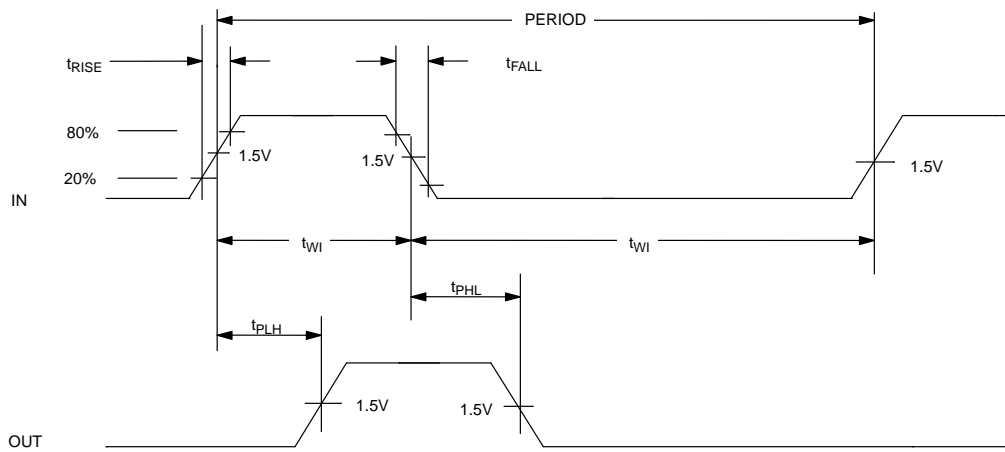 PERIOD
tRISE
tFALL
80%
1.5V
1.5V
1.5V
20%
IN
tWI
tWI
tPHL
tPLH
1.5V
1.5V
OUT